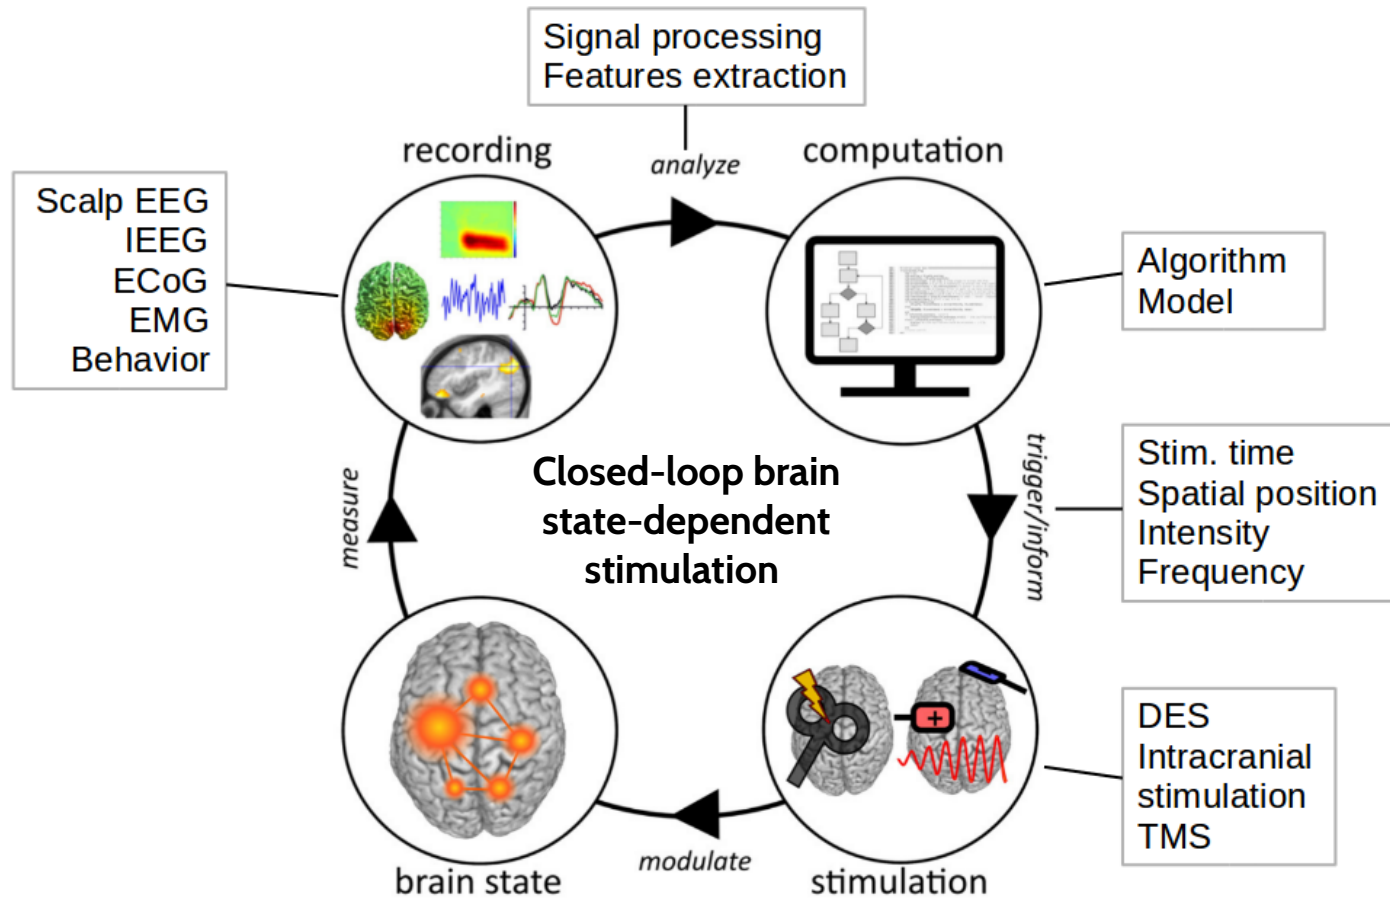 Signal processing
Features extraction
recording
analyze
computation
Scalp EEG
IEEG
ECoG
EMG
Behavior
Algorithm
Model
Closed-loop brain
state-dependent
stimulation
measure
trigger/inform
Stim. time
Spatial position
Intensity
Frequency
DES
Intracranial
stimulation
TMS
modulate
brain state
stimulation